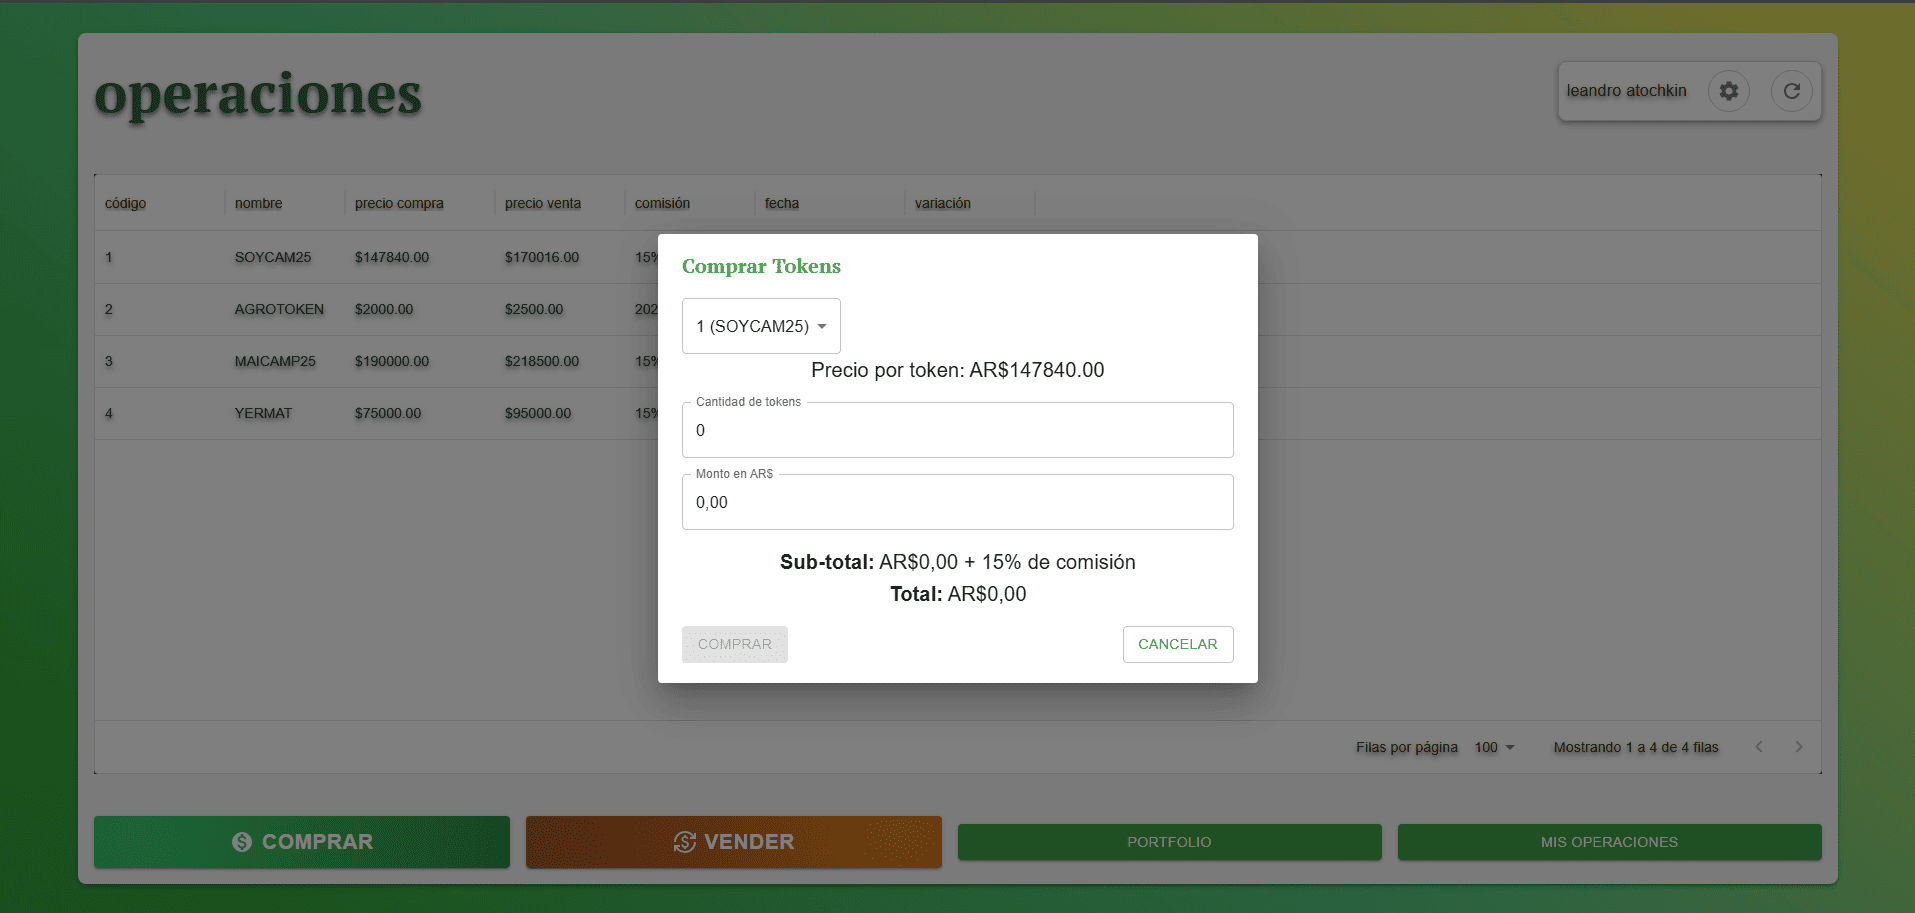 operaciones
leandro atochkin
código nombre precio compra precio venta comisión fecha variación
1 SOYCAM25 $147840.00 $170016.00 15%
2 AGROTOKEN $2000.00 $2500.00 202
3 MAICAMP25 $190000.00 $218500.00 15%
4 YERMAT $75000.00 $95000.00 15%
Comprar Tokens
1 (SOYCAM25)
Precio por token: AR$147840.00
Cantidad de tokens
0
Monto en AR$
0,00
Sub-total: AR$0,00 + 15% de comisión
Total: AR$0,00
COMPRAR CANCELAR
Filas por página 100 Mostrando 1 a 4 de 4 filas
COMPRAR VENDER PORTFOLIO MIS OPERACIONES